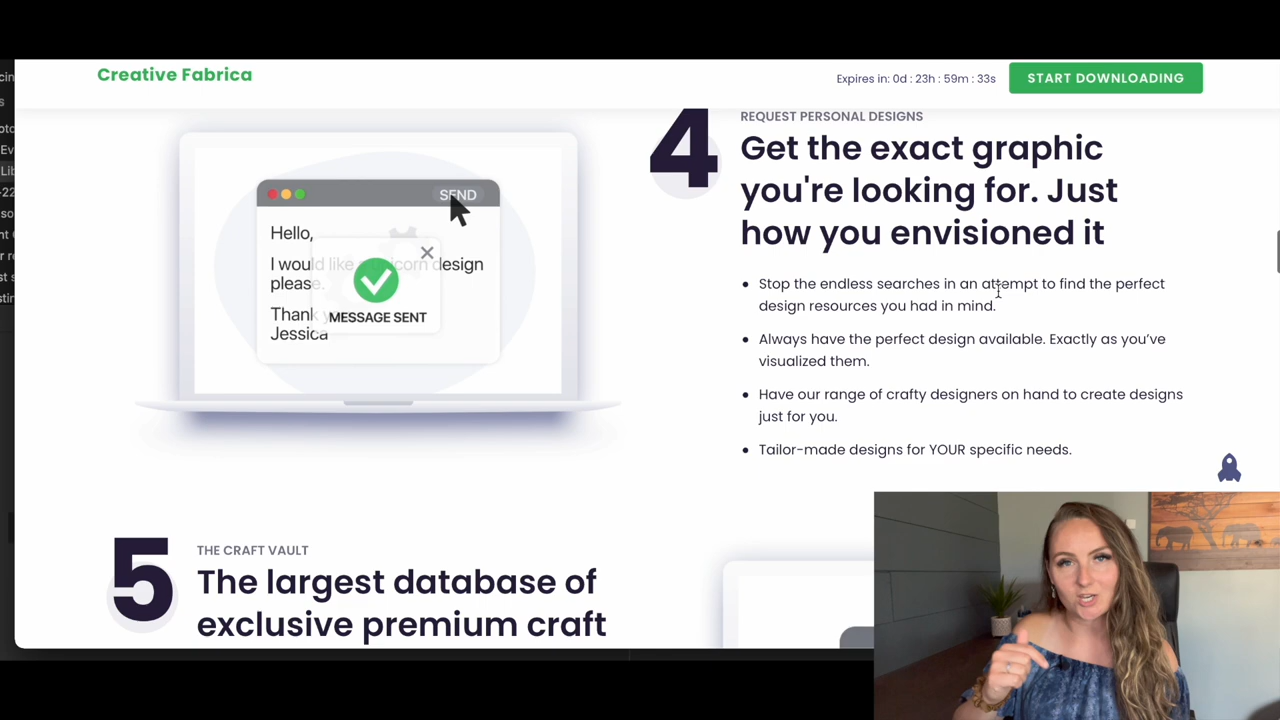 Creative Fabrica
Expires in: 0d : 23h : 59m : 33s
START DOWNLOADING
SEND
Hello,
I would like a unicorn design
please.
Thank
Jessica
MESSAGE SENT
4
REQUEST PERSONAL DESIGNS
Get the exact graphic
you're looking for. Just
how you envisioned it
Stop the endless searches in an attempt to find the perfect
design resources you had in mind.
Always have the perfect design available. Exactly as you've
visualized them.
Have our range of crafty designers on hand to create designs
just for you.
Tailor-made designs for YOUR specific needs.
5
THE CRAFT VAULT
The largest database of
exclusive premium craft